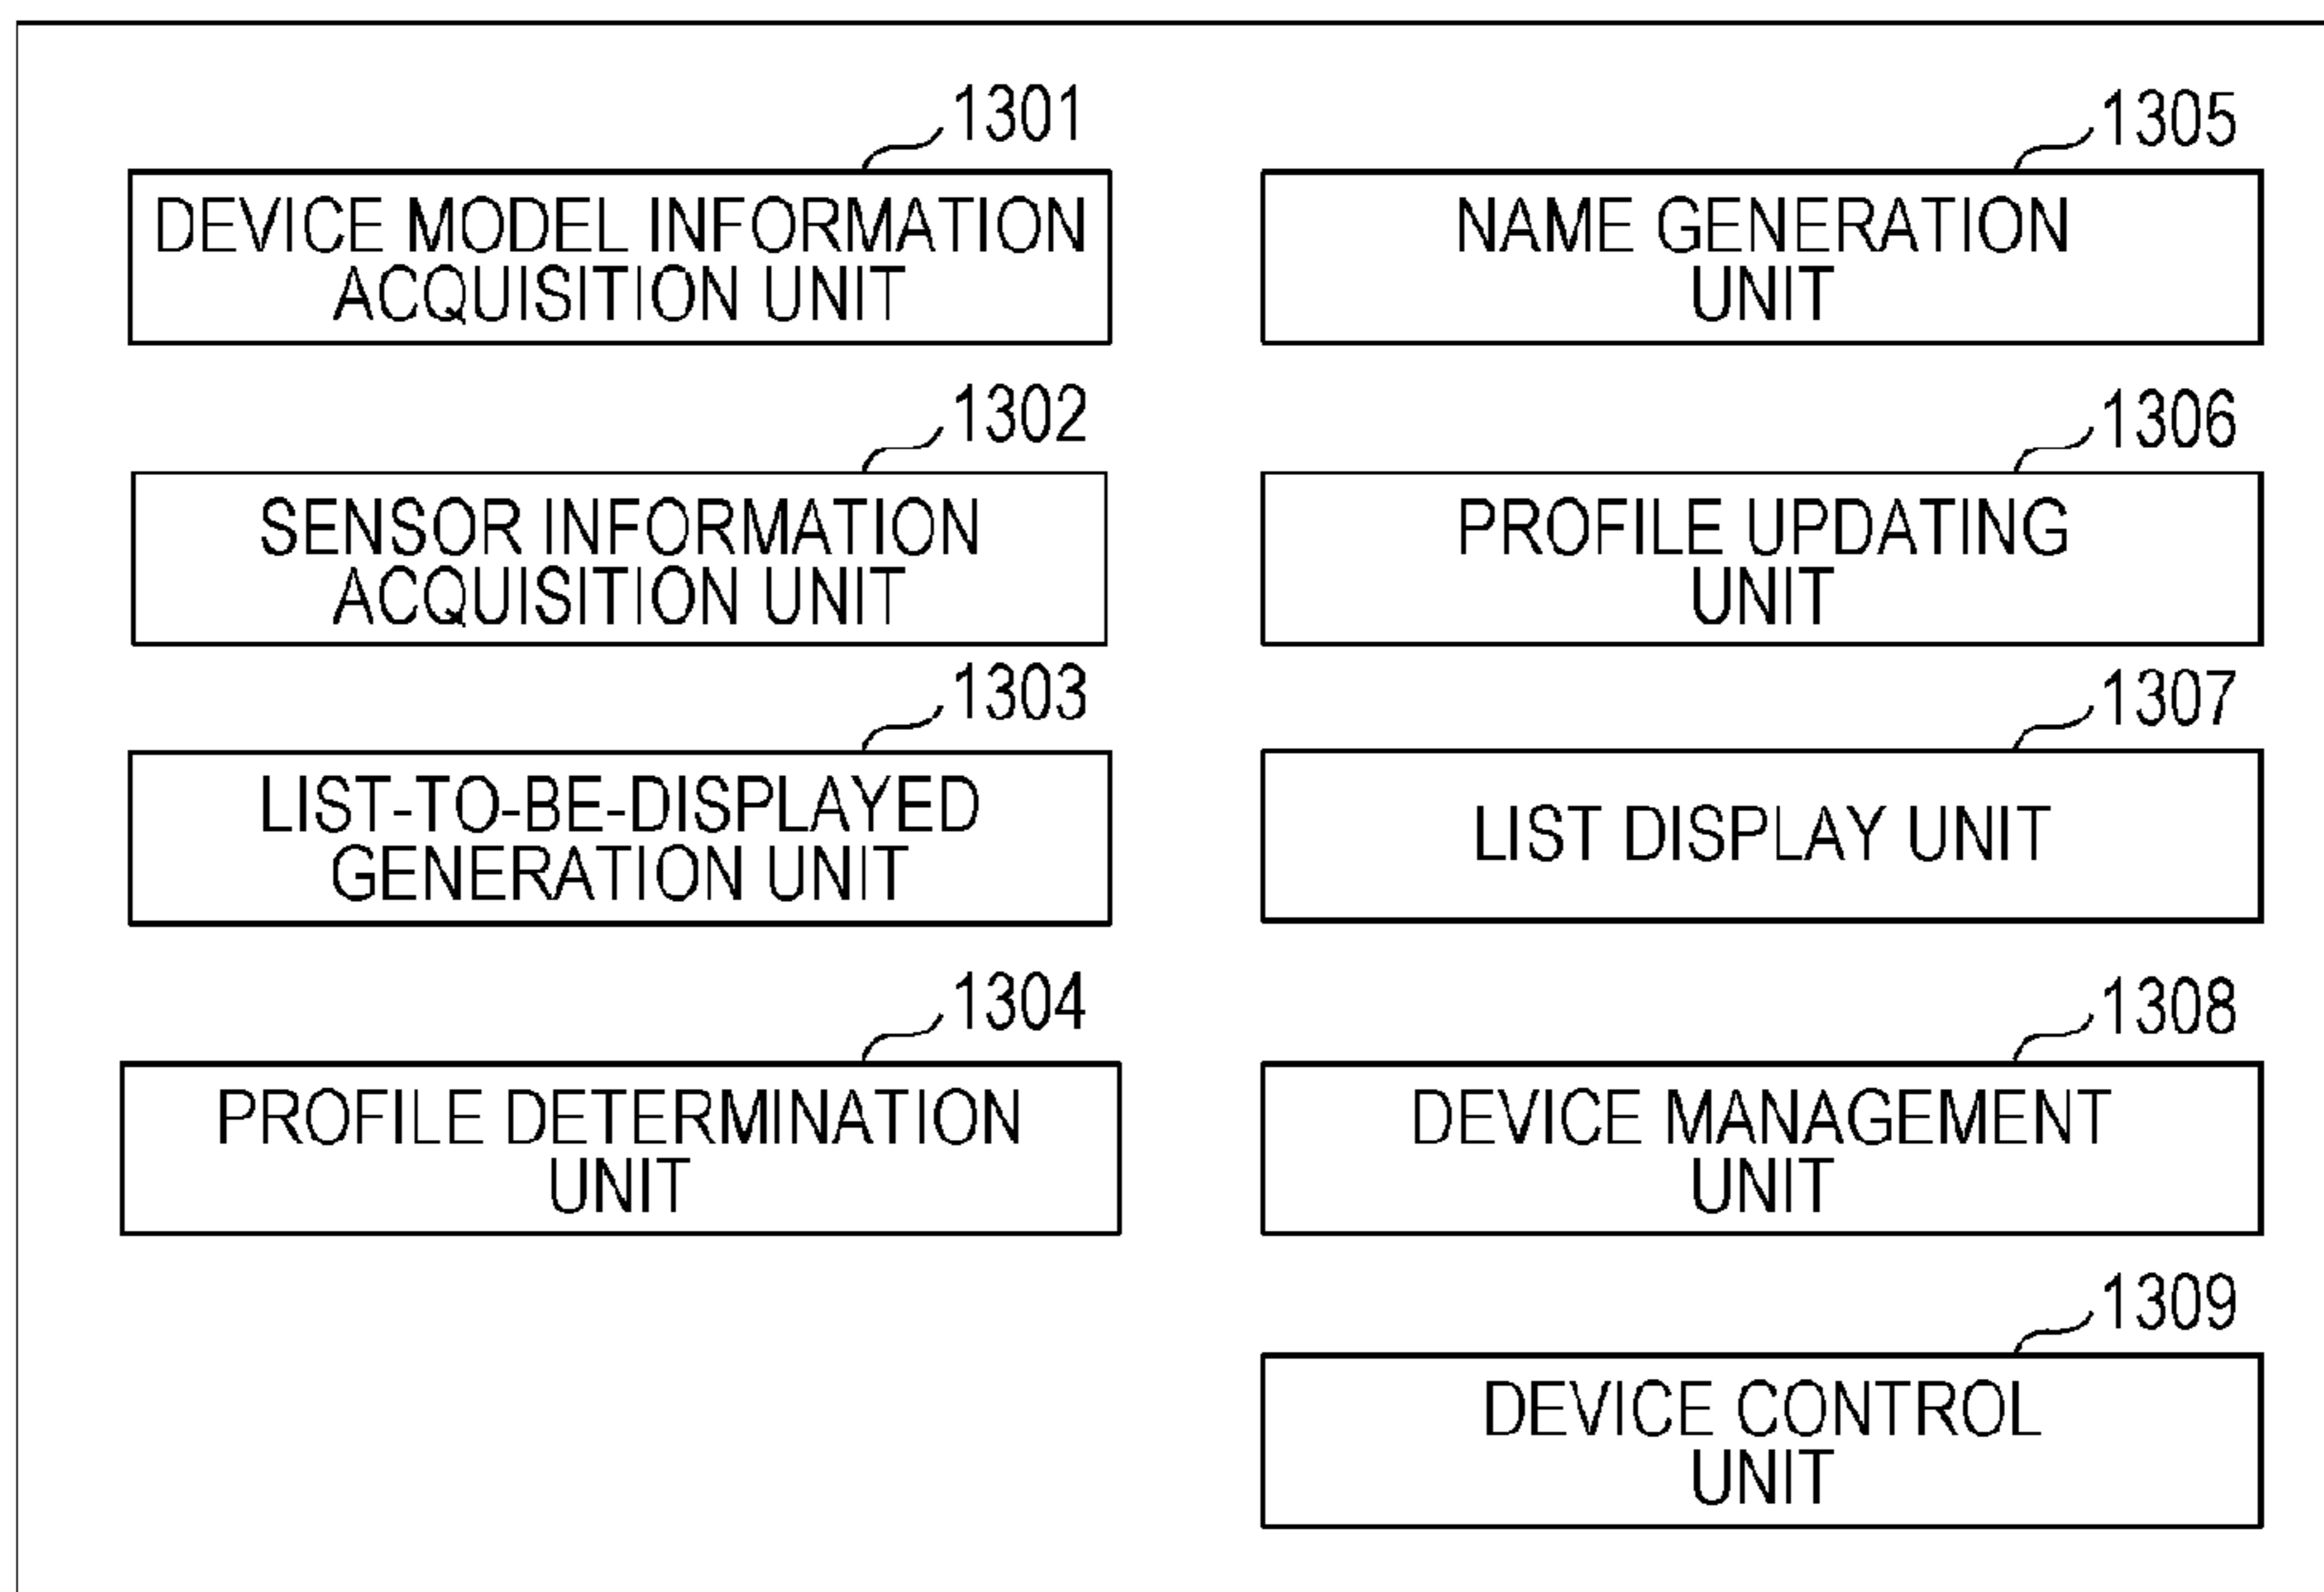 1301
DEVICE MODEL INFORMATION
ACQUISITION UNIT
1302
SENSOR INFORMATION
ACQUISITION UNIT
1303
LIST-TO-BE-DISPLAYED
GENERATION UNIT
1304
PROFILE DETERMINATION
UNIT
1305
NAME GENERATION
UNIT
1306
PROFILE UPDATING
UNIT
1307
LIST DISPLAY UNIT
1308
DEVICE MANAGEMENT
UNIT
1309
DEVICE CONTROL
UNIT